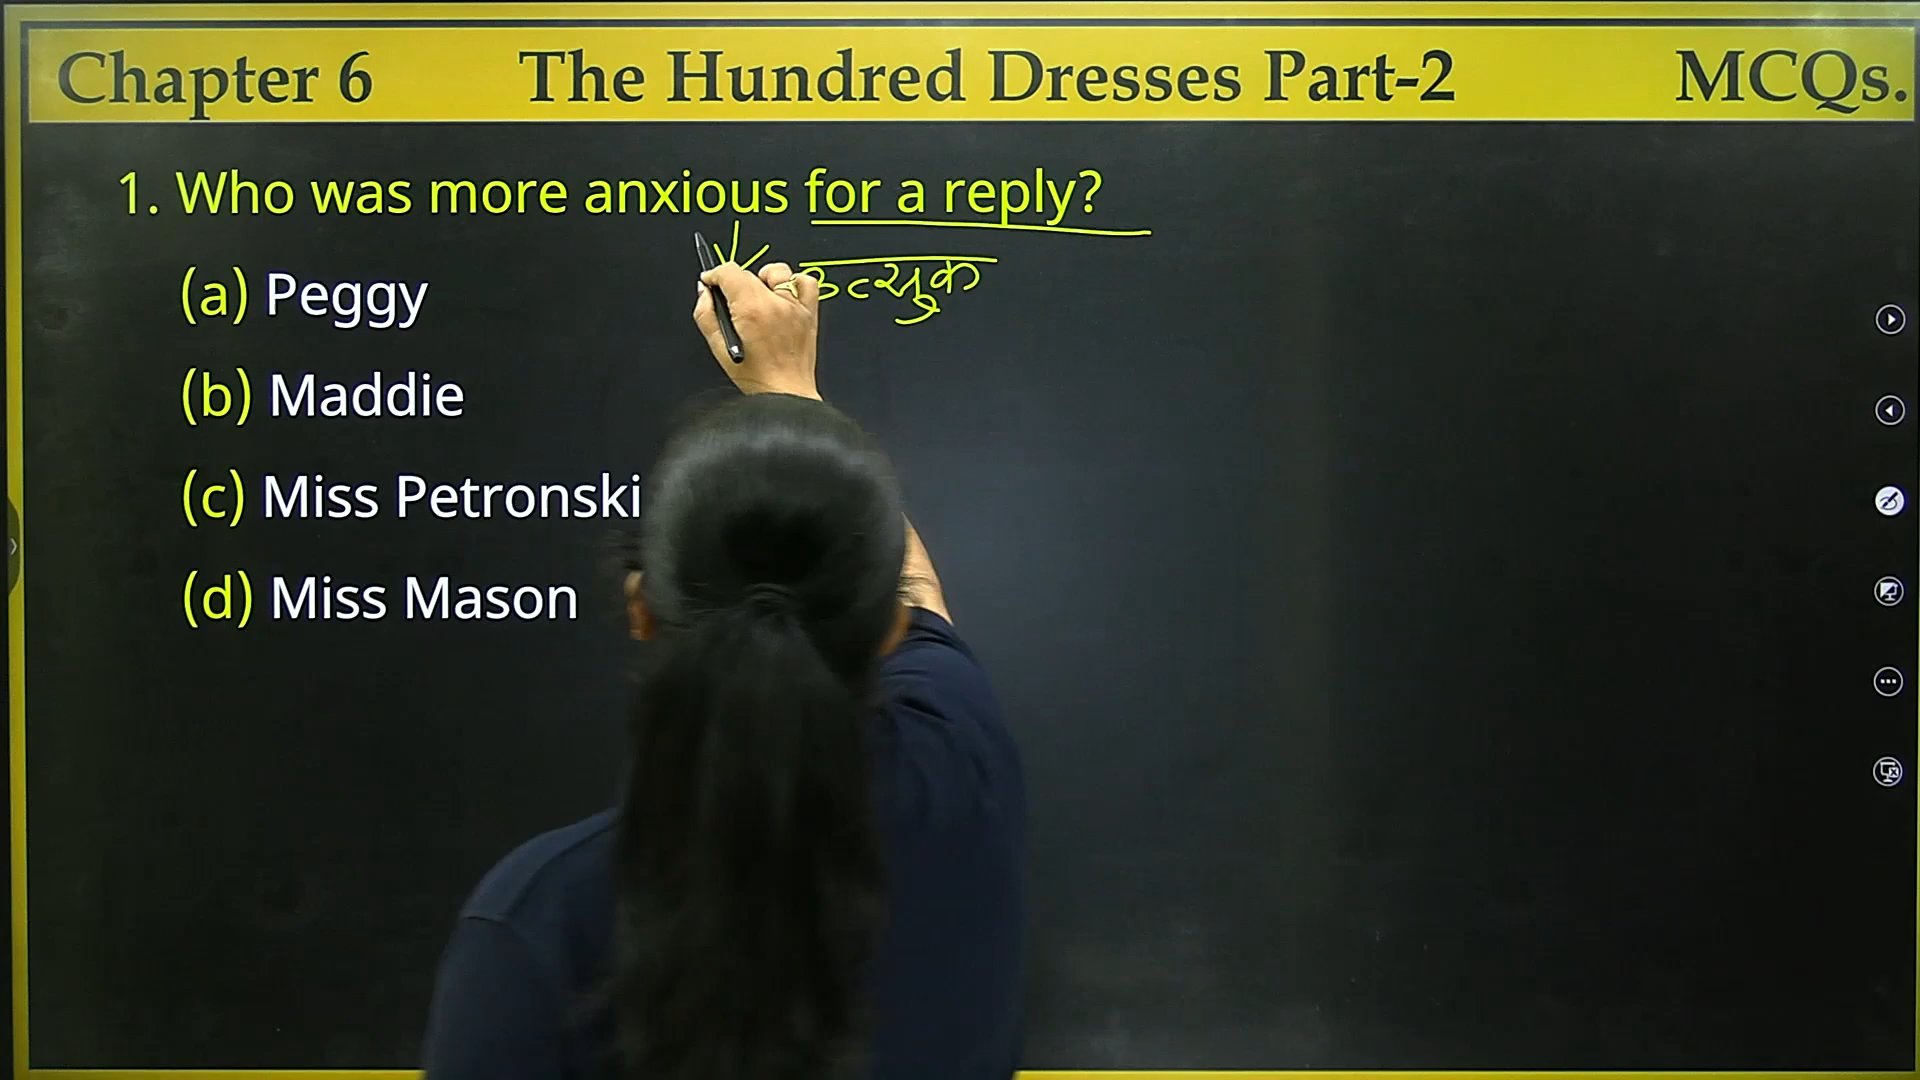 Chapter 6 The Hundred Dresses Part-2 MCQs.
1. Who was more anxious for a reply?
उत्सुक
(a) Peggy
(b) Maddie
(c) Miss Petronski
(d) Miss Mason